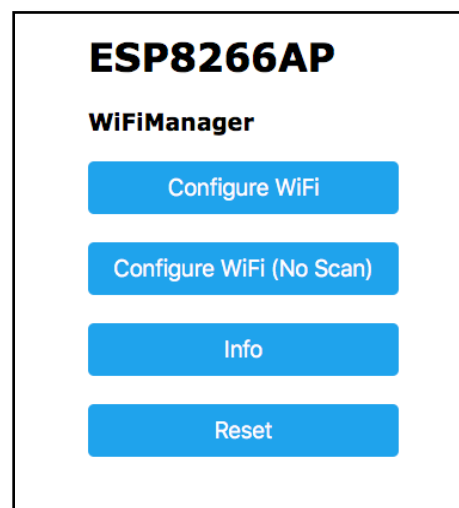 ESP8266AP
WiFiManager
Configure WiFi
Configure WiFi (No Scan)
Info
Reset